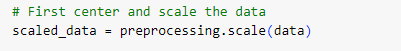 # First center and scale the data
scaled_data = preprocessing.scale(data)